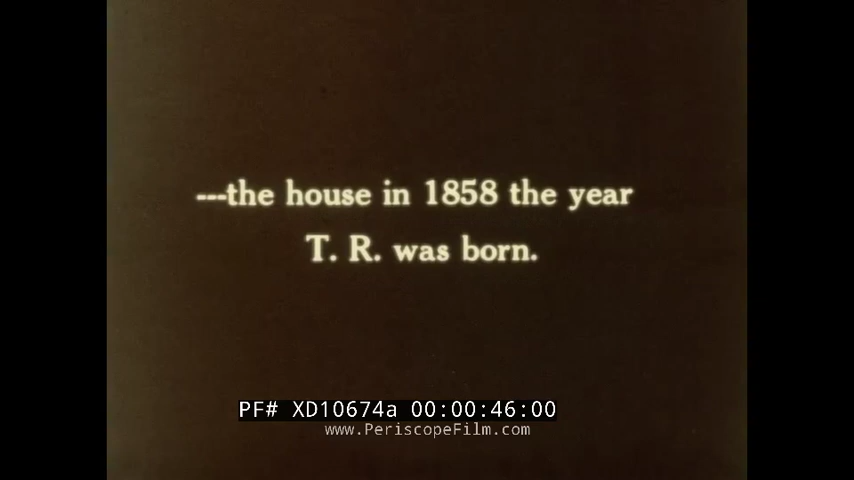 ---the house in 1858 the year
T. R. was born.
PF# XD10674a 00:00:46:00
www.PeriscopeFilm.com